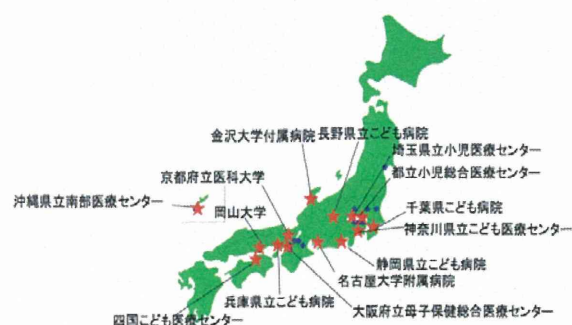 金沢大学付属病院
長野県立こども病院
埼玉県立小児医療センター
京都府立医科大学
都立小児総合医療センター
沖縄県立南部医療センター
岡山大学
千葉県こども病院
神奈川県立こども医療センター
静岡県立こども病院
名古屋大学附属病院
兵庫県立こども病院
大阪府立母子保健総合医療センター
四国こども医療センター